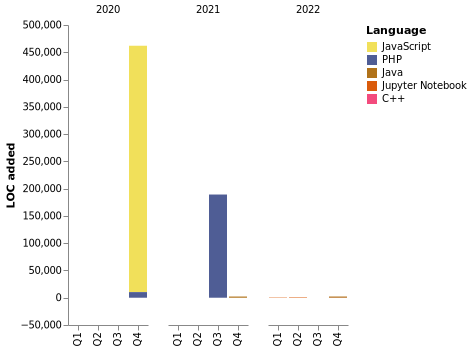 2020 2021 2022
500,000
450,000
400,000
350,000
300,000
250,000
200,000
150,000
100,000
50,000
0
−50,000
LOC added
Q1 Q2 Q3 Q4 Q1 Q2 Q3 Q4 Q1 Q2 Q3 Q4
Language
JavaScript
PHP
Java
Jupyter Notebook
C++